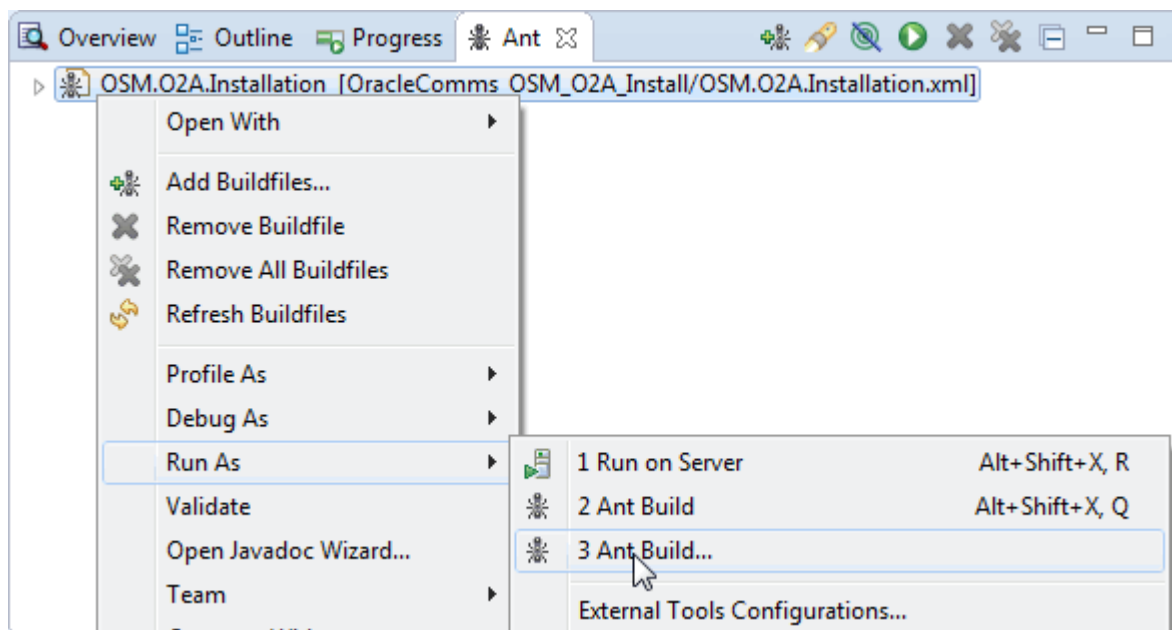 Overview Outline Progress Ant
OSM.O2A.Installation [OracleComms_OSM_O2A_Install/OSM.O2A.Installation.xml]
Open With
Add Buildfiles...
Remove Buildfile
Remove All Buildfiles
Refresh Buildfiles
Profile As
Debug As
Run As
1 Run on Server Alt+Shift+X, R
Validate
2 Ant Build Alt+Shift+X, Q
Open Javadoc Wizard...
3 Ant Build...
Team
External Tools Configurations...